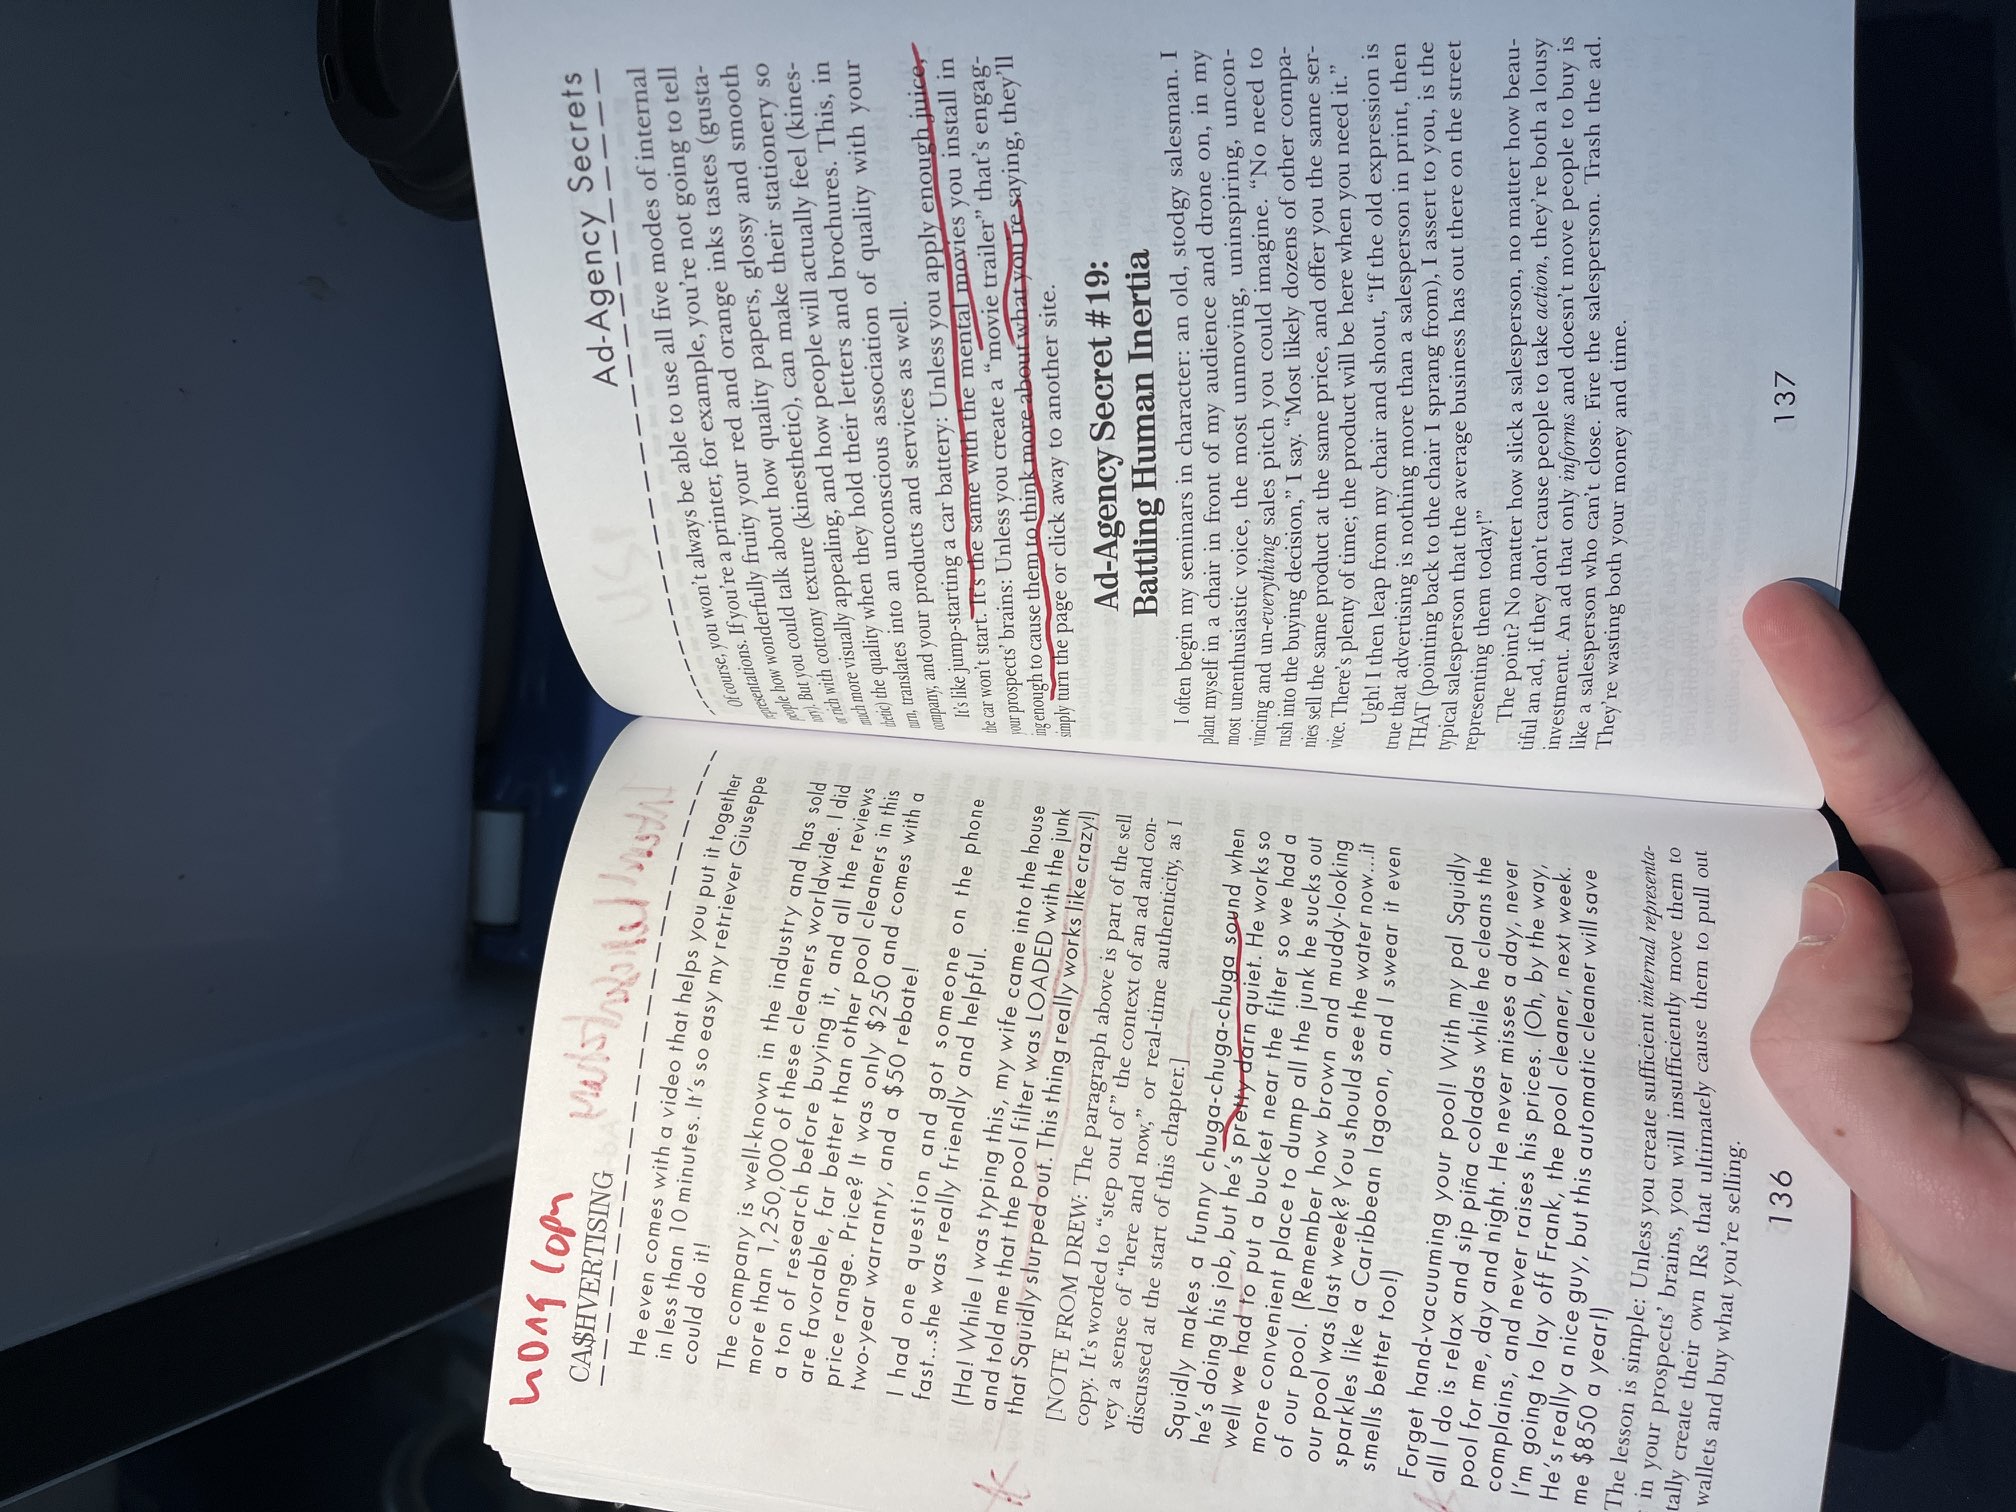 Long Copy
CA$HVERTISING
He even comes with a video that helps you put it together
in less than 10 minutes. It's so easy my retriever Giuseppe
could do it!
The company is well-known in the industry and has sold
more than 1,250,000 of these cleaners worldwide. I did
a ton of research before buying it, and all the reviews
are favorable, far better than other pool cleaners in this
price range. Price? It was only $250 and comes with a
two-year warranty, and a $50 rebate!
I had one question and got someone on the phone
fast...she was really friendly and helpful.
(Ha! While I was typing this, my wife came into the house
and told me that the pool filter was LOADED with the junk
that Squidly slurped out. This thing really works like crazy!)
[NOTE FROM DREW: The paragraph above is part of the sell
copy. It's worded to “step out of” the context of an ad and con-
vey a sense of “here and now,” or real-time authenticity, as I
discussed at the start of this chapter.]
Squidly makes a funny chuga-chuga-chuga sound when
he's doing his job, but he's pretty darn quiet. He works so
well we had to put a bucket near the filter so we had a
more convenient place to dump all the junk he sucks out
of our pool. (Remember how brown and muddy-looking
our pool was last week? You should see the water now...it
sparkles like a Caribbean lagoon, and I swear it even
smells better too!)
Forget hand-vacuuming your pool! With my pal Squidly
all I do is relax and sip piña coladas while he cleans the
pool for me, day and night. He never misses a day, never
complains, and never raises his prices. (Oh, by the way,
I'm going to lay off Frank, the pool cleaner, next week.
He's really a nice guy, but this automatic cleaner will save
me $850 a year!)
The lesson is simple: Unless you create sufficient internal representa-
in your prospects' brains, you will insufficiently move them to
tally create their own IRs that ultimately cause them to pull out
wallets and buy what you're selling.
136
Ad-Agency Secrets
Of course, you won't always be able to use all five modes of internal
representations. If you're a printer, for example, you're not going to tell
people how wonderfully fruity your red and orange inks tastes (gusta-
tory). But you could talk about how quality papers, glossy and smooth
or rich with cottony texture (kinesthetic), can make their stationery so
much more visually appealing, and how people will actually feel (kines-
thetic) the quality when they hold their letters and brochures. This, in
turn, translates into an unconscious association of quality with your
company, and your products and services as well.
It's like jump-starting a car battery: Unless you apply enough juice,
the car won't start. It's the same with the mental movies you install in
your prospects' brains: Unless you create a “movie trailer” that's engag-
ing enough to cause them to think more about what you're saying, they'll
simply turn the page or click away to another site.
Ad-Agency Secret #19:
Battling Human Inertia
I often begin my seminars in character: an old, stodgy salesman. I
plant myself in a chair in front of my audience and drone on, in my
most unenthusiastic voice, the most unmoving, uninspiring, uncon-
vincing and un-everything sales pitch you could imagine. “No need to
rush into the buying decision,” I say. “Most likely dozens of other compa-
nies sell the same product at the same price, and offer you the same ser-
vice. There's plenty of time; the product will be here when you need it.”
Ugh! I then leap from my chair and shout, “If the old expression is
true that advertising is nothing more than a salesperson in print, then
THAT (pointing back to the chair I sprang from), I assert to you, is the
typical salesperson that the average business has out there on the street
representing them today!”
The point? No matter how slick a salesperson, no matter how beau-
tiful an ad, if they don't cause people to take action, they're both a lousy
investment. An ad that only informs and doesn't move people to buy is
like a salesperson who can't close. Fire the salesperson. Trash the ad.
They're wasting both your money and time.
137